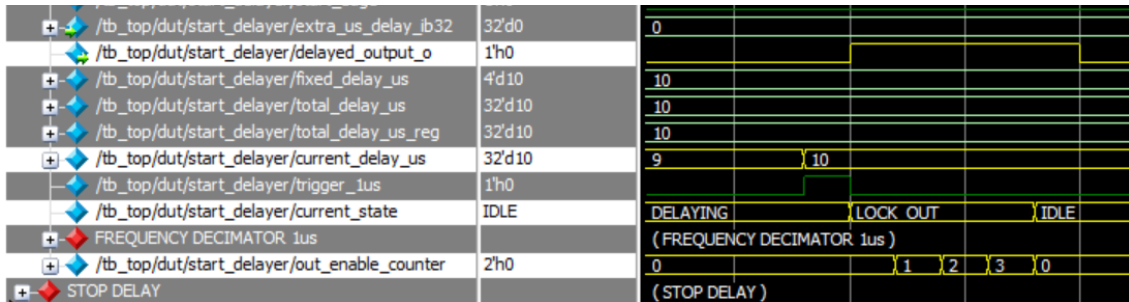 /tb_top/dut/start_delayer/extra_us_delay_ib32 32'd0 0
/tb_top/dut/start_delayer/delayed_output_o 1'h0
/tb_top/dut/start_delayer/fixed_delay_us 4'd10 10
/tb_top/dut/start_delayer/total_delay_us 32'd10 10
/tb_top/dut/start_delayer/total_delay_us_reg 32'd10 10
/tb_top/dut/start_delayer/current_delay_us 32'd10 9 10
/tb_top/dut/start_delayer/trigger_1us 1'h0
/tb_top/dut/start_delayer/current_state IDLE DELAYING LOCK_OUT IDLE
FREQUENCY DECIMATOR 1us ( FREQUENCY DECIMATOR 1us )
/tb_top/dut/start_delayer/out_enable_counter 2'h0 0 1 2 3 0
STOP DELAY ( STOP DELAY )